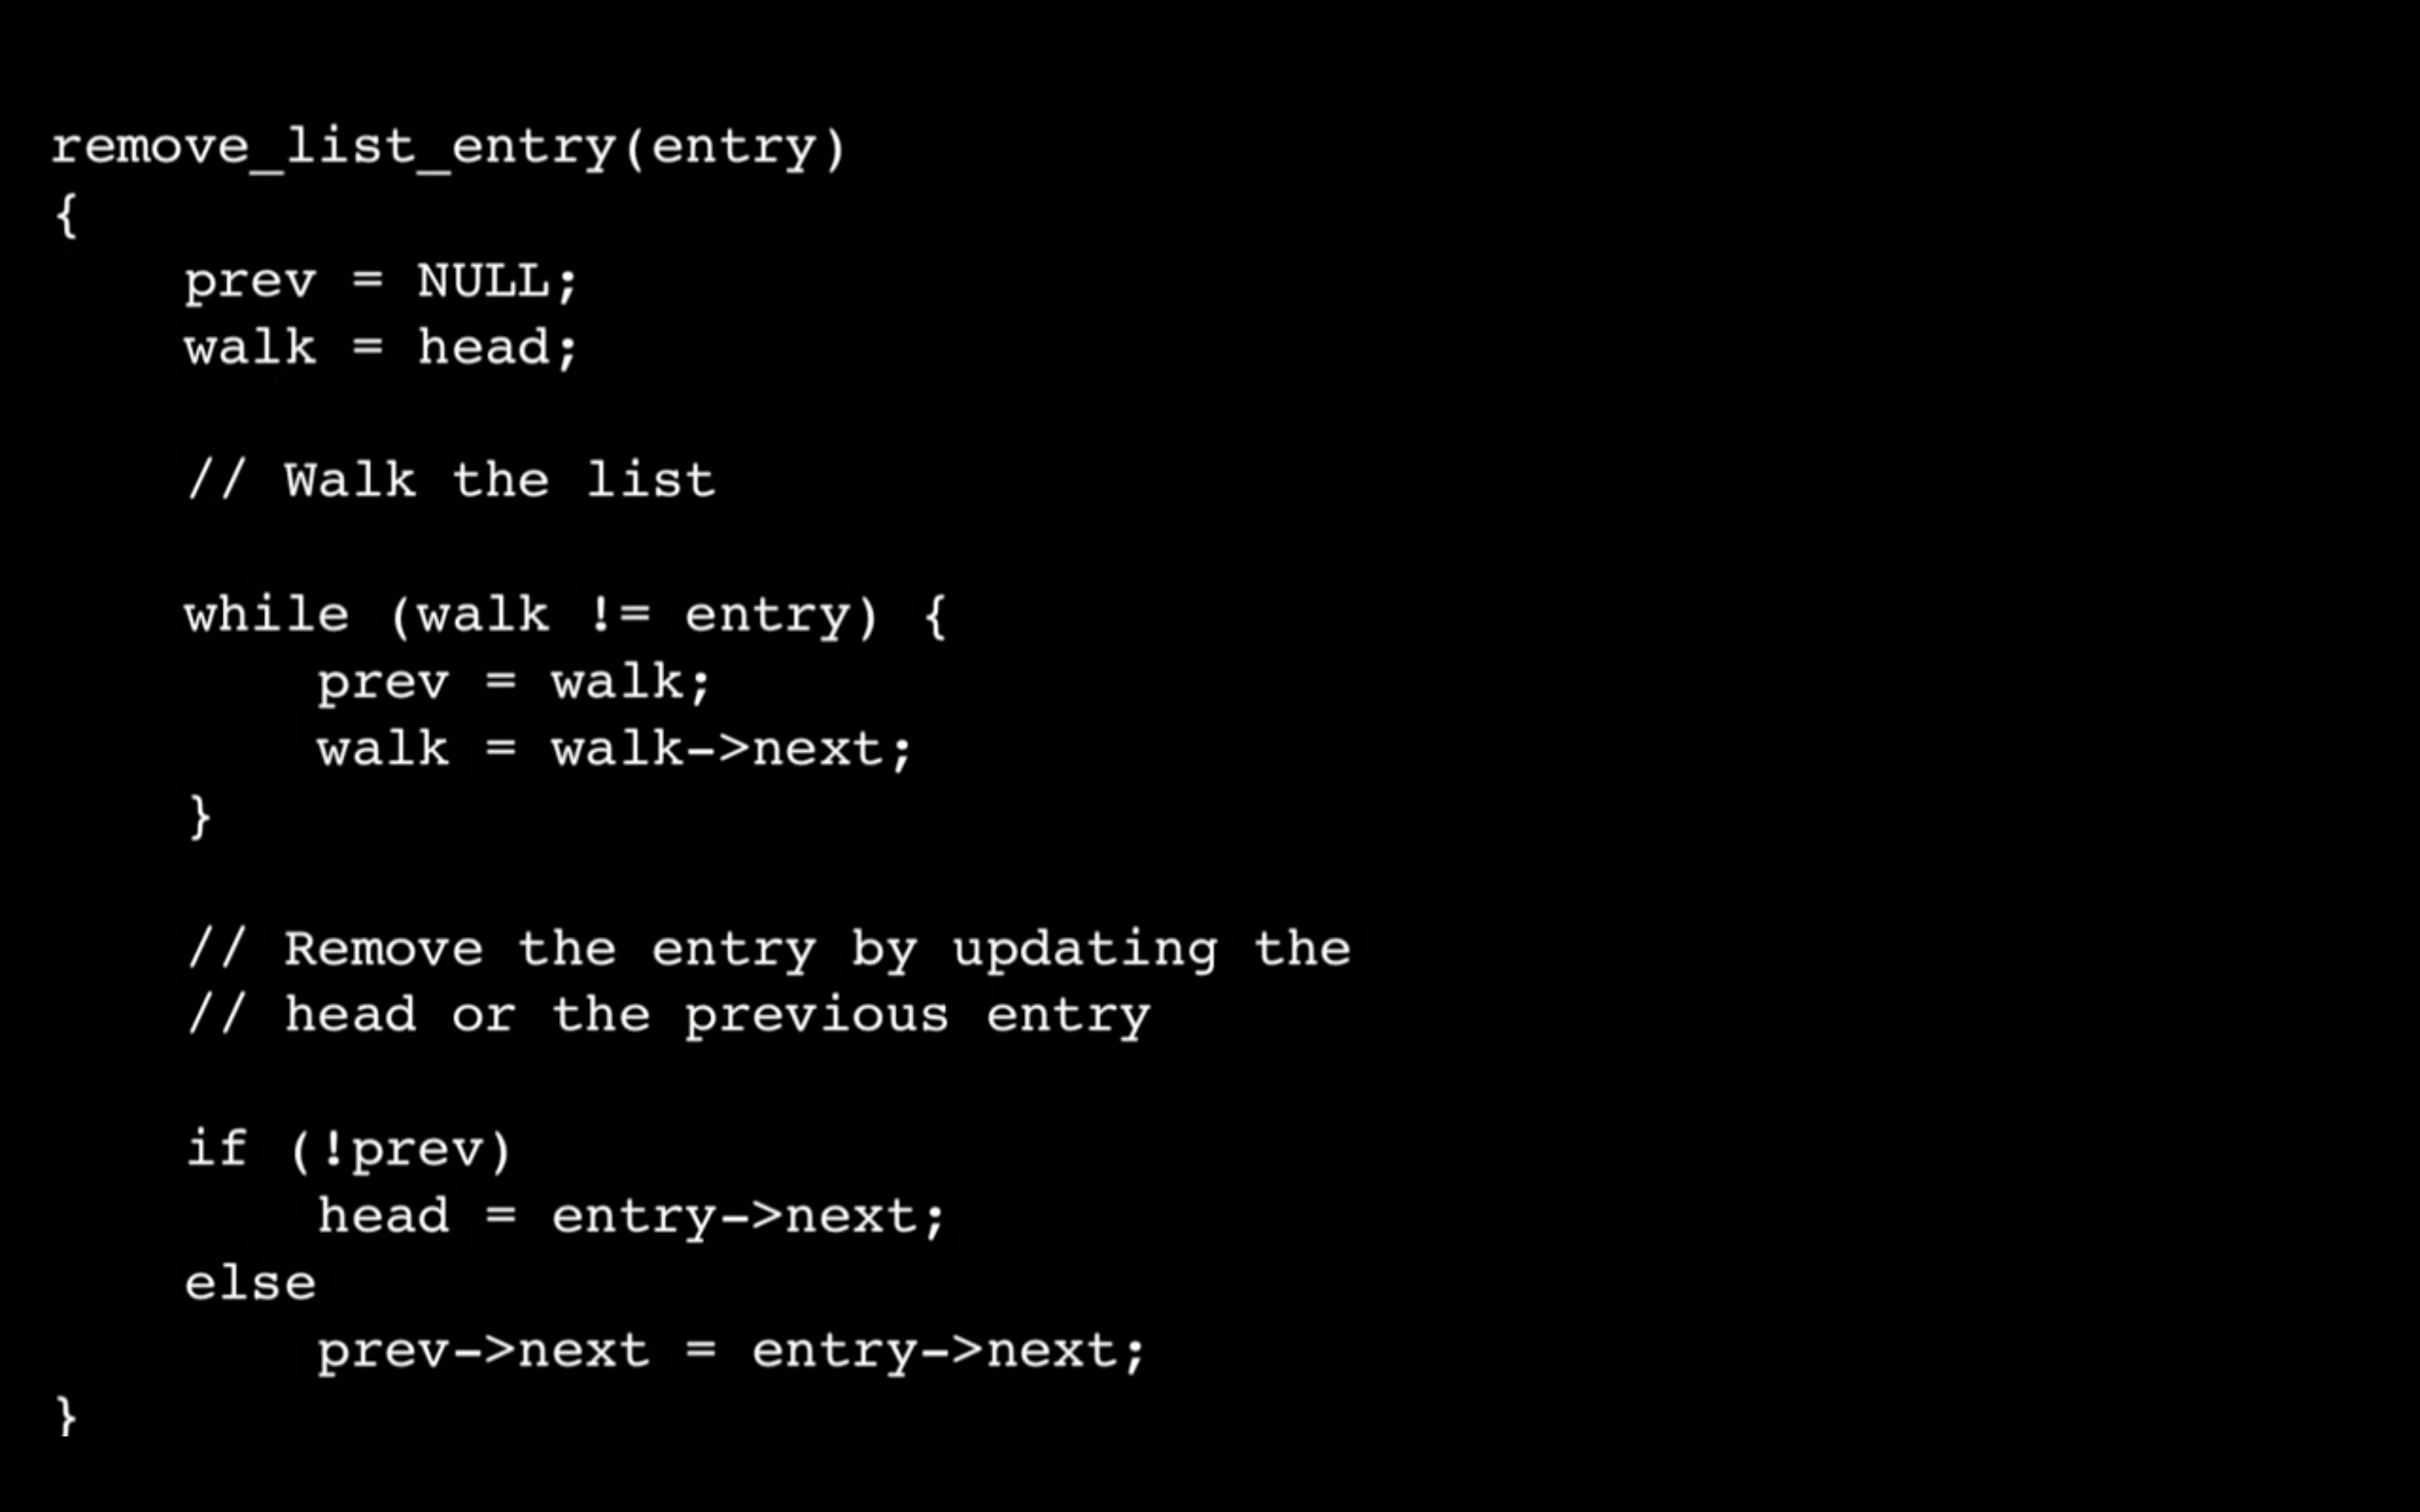 remove_list_entry(entry)
{
    prev = NULL;
    walk = head;

    // Walk the list

    while (walk != entry) {
        prev = walk;
        walk = walk->next;
    }

    // Remove the entry by updating the
    // head or the previous entry

    if (!prev)
        head = entry->next;
    else
        prev->next = entry->next;
}